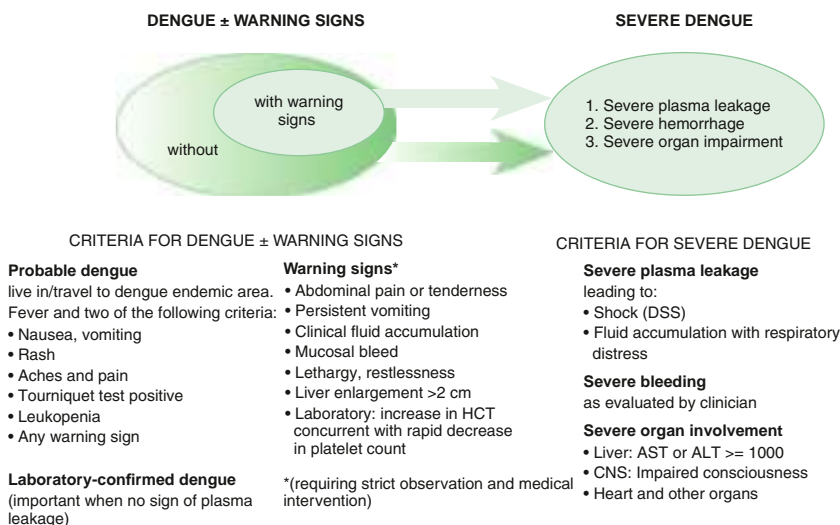 DENGUE ± WARNING SIGNS
SEVERE DENGUE
with warning
signs
without
1. Severe plasma leakage
2. Severe hemorrhage
3. Severe organ impairment
CRITERIA FOR DENGUE ± WARNING SIGNS
Probable dengue
live in/travel to dengue endemic area.
Fever and two of the following criteria:
• Nausea, vomiting
• Rash
• Aches and pain
• Tourniquet test positive
• Leukopenia
• Any warning sign
Laboratory-confirmed dengue
(important when no sign of plasma
leakage)
Warning signs*
• Abdominal pain or tenderness
• Persistent vomiting
• Clinical fluid accumulation
• Mucosal bleed
• Lethargy, restlessness
• Liver enlargement >2 cm
• Laboratory: increase in HCT
concurrent with rapid decrease
in platelet count
*(requiring strict observation and medical
intervention)
CRITERIA FOR SEVERE DENGUE
Severe plasma leakage
leading to:
• Shock (DSS)
• Fluid accumulation with respiratory
distress
Severe bleeding
as evaluated by clinician
Severe organ involvement
• Liver: AST or ALT >= 1000
• CNS: Impaired consciousness
• Heart and other organs